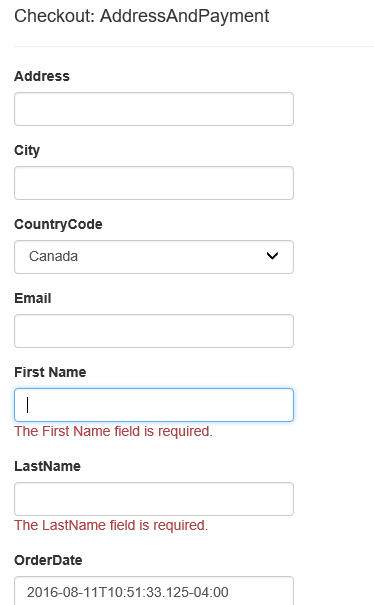 Checkout: AddressAndPayment
Address
City
CountryCode
Canada
Email
First Name
The First Name field is required.
LastName
The LastName field is required.
OrderDate
2016-08-11T10:51:33.125-04:00